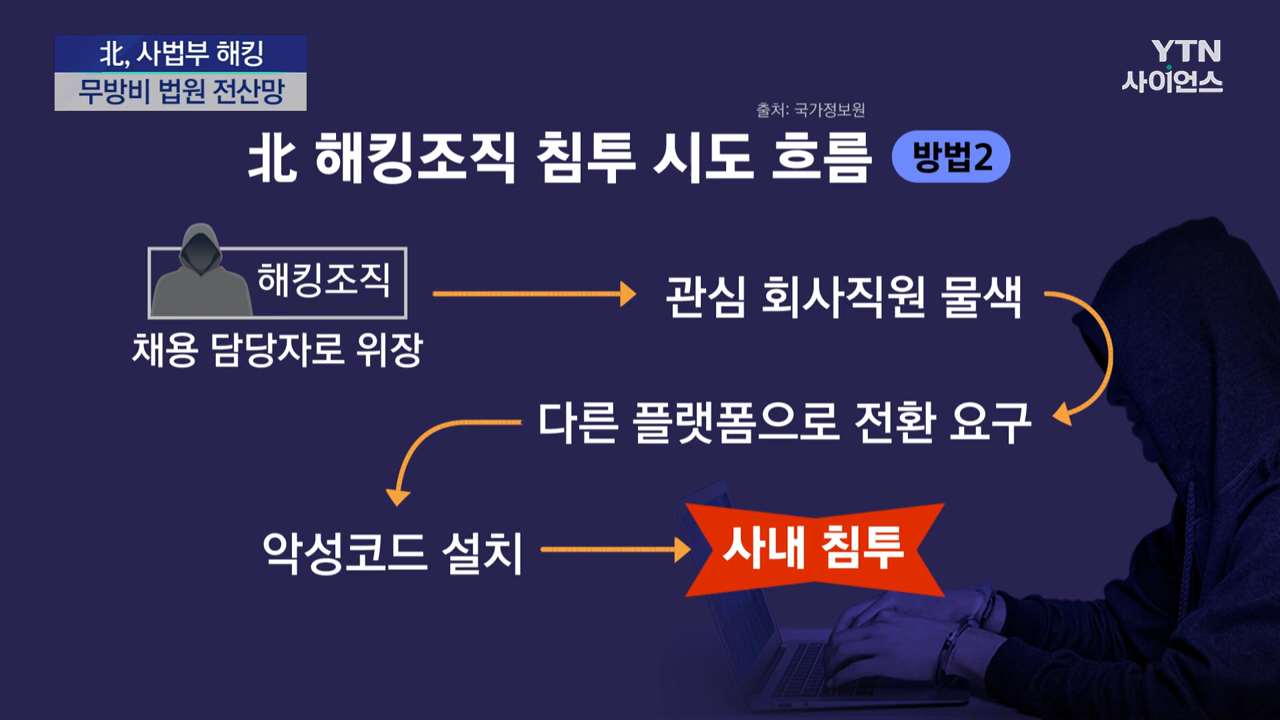 北, 사법부 해킹
무방비 법원 전산망
YTN
사이언스
출처: 국가정보원
北 해킹조직 침투 시도 흐름 방법2
해킹조직
채용 담당자로 위장
관심 회사직원 물색
다른 플랫폼으로 전환 요구
악성코드 설치
사내 침투